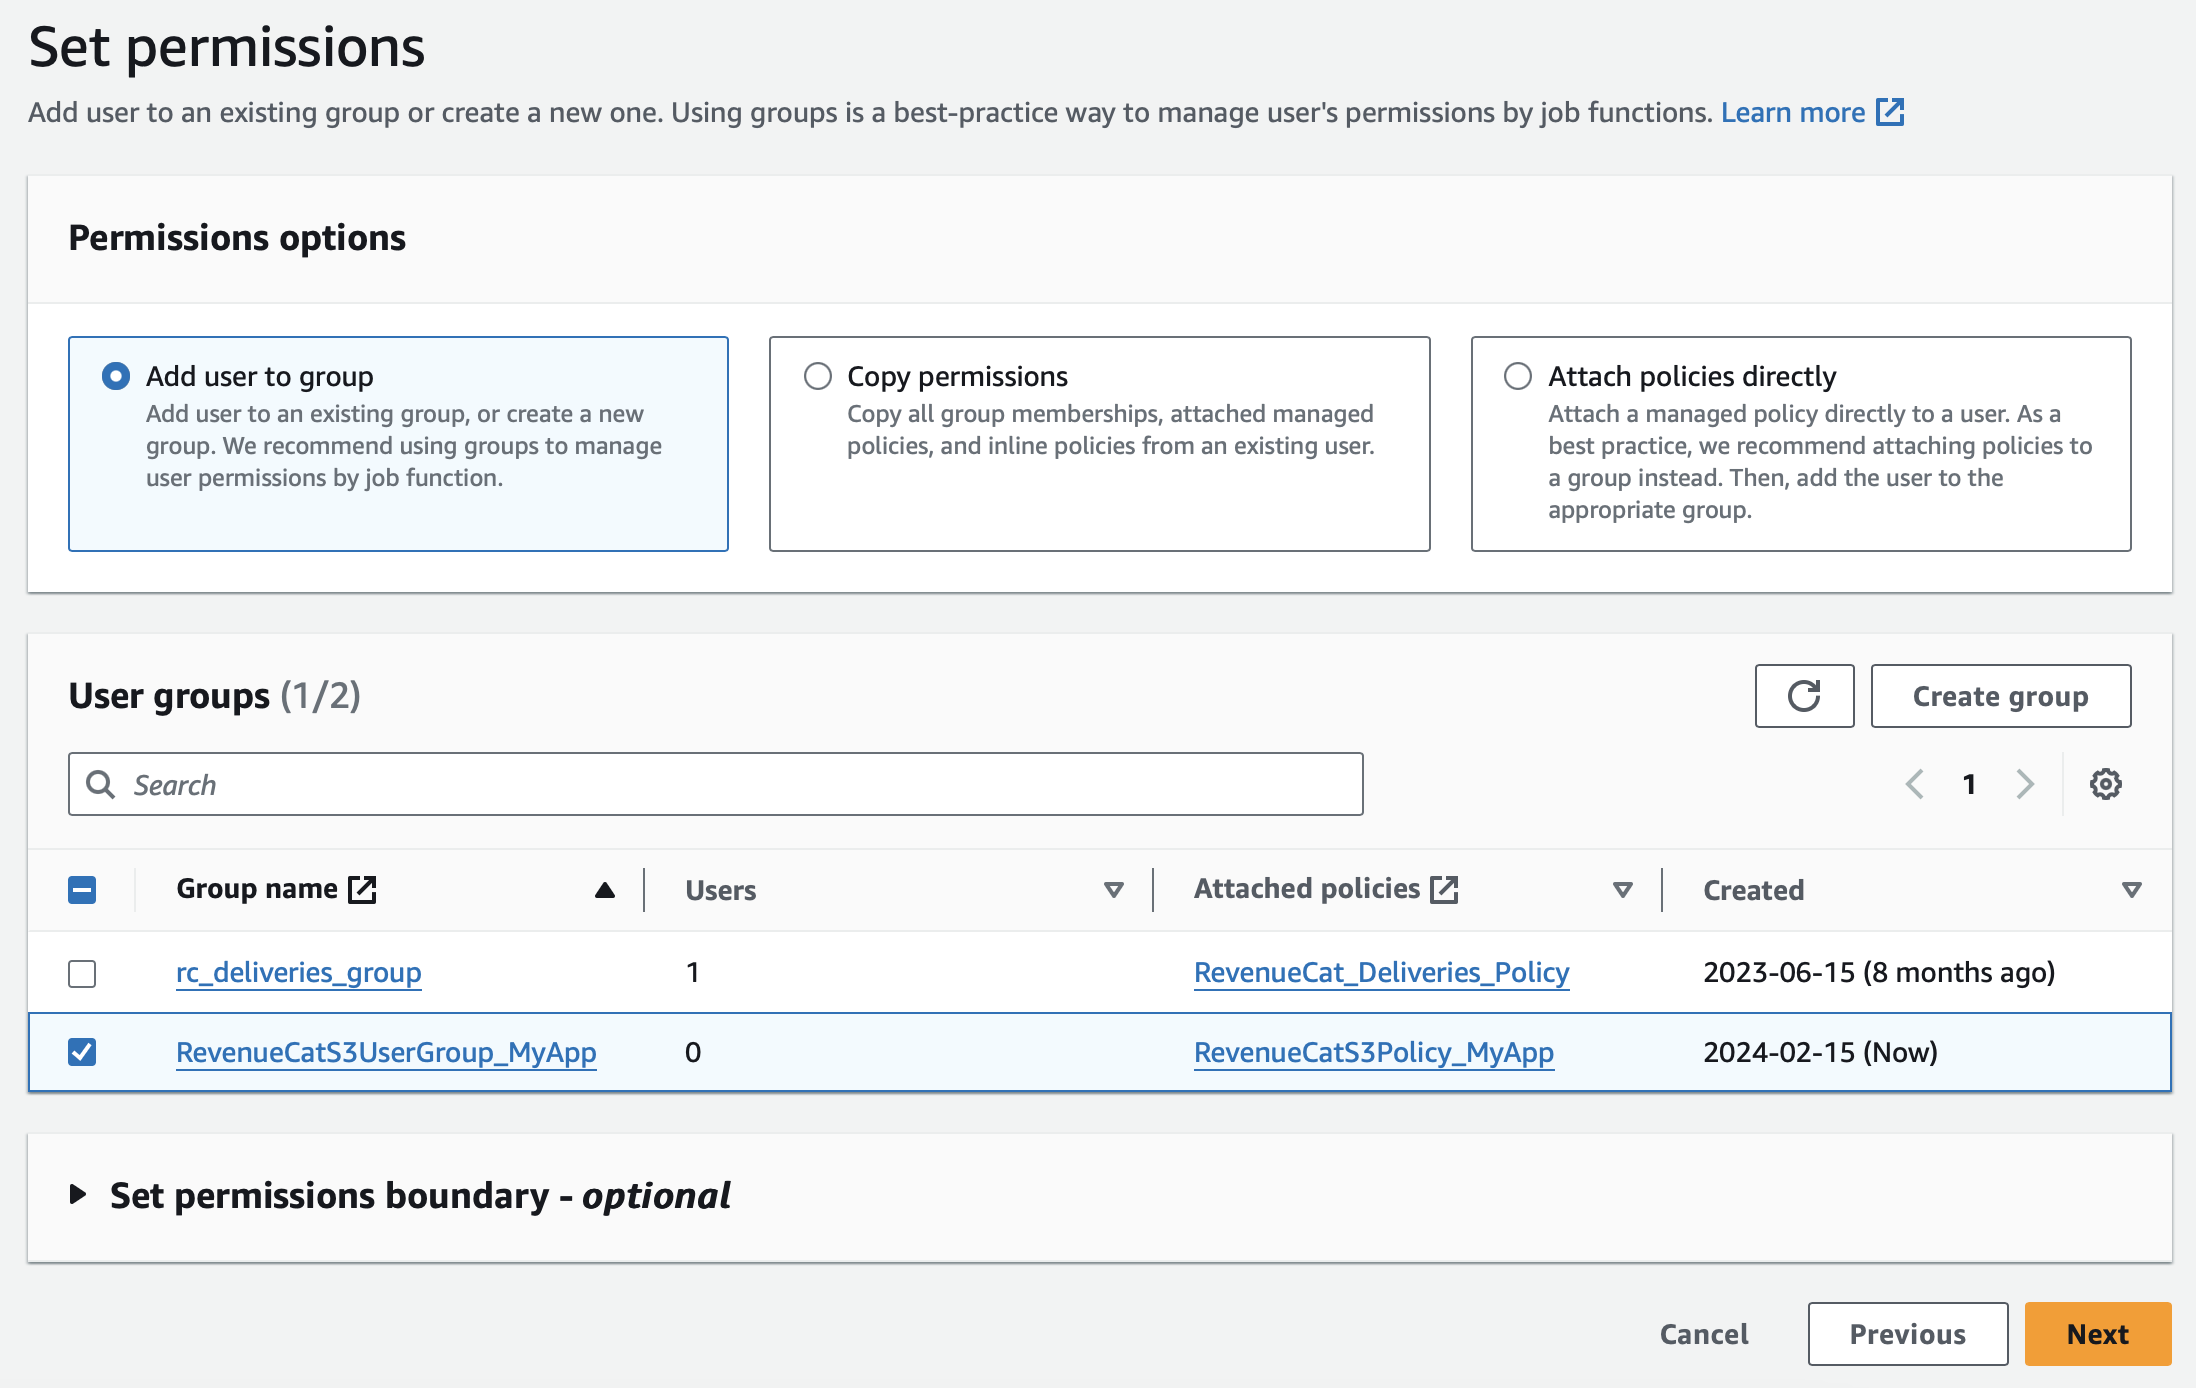 Set permissions
Add user to an existing group or create a new one. Using groups is a best-practice way to manage user's permissions by job functions. Learn more
Permissions options
Add user to group
Add user to an existing group, or create a new
group. We recommend using groups to manage
user permissions by job function.
Copy permissions
Copy all group memberships, attached managed
policies, and inline policies from an existing user.
Attach policies directly
Attach a managed policy directly to a user. As a
best practice, we recommend attaching policies to
a group instead. Then, add the user to the
appropriate group.
User groups (1/2)
Create group
Search
1
Group name Users Attached policies Created
rc_deliveries_group 1 RevenueCat_Deliveries_Policy 2023-06-15 (8 months ago)
RevenueCatS3UserGroup_MyApp 0 RevenueCatS3Policy_MyApp 2024-02-15 (Now)
Set permissions boundary - optional
Cancel Previous Next